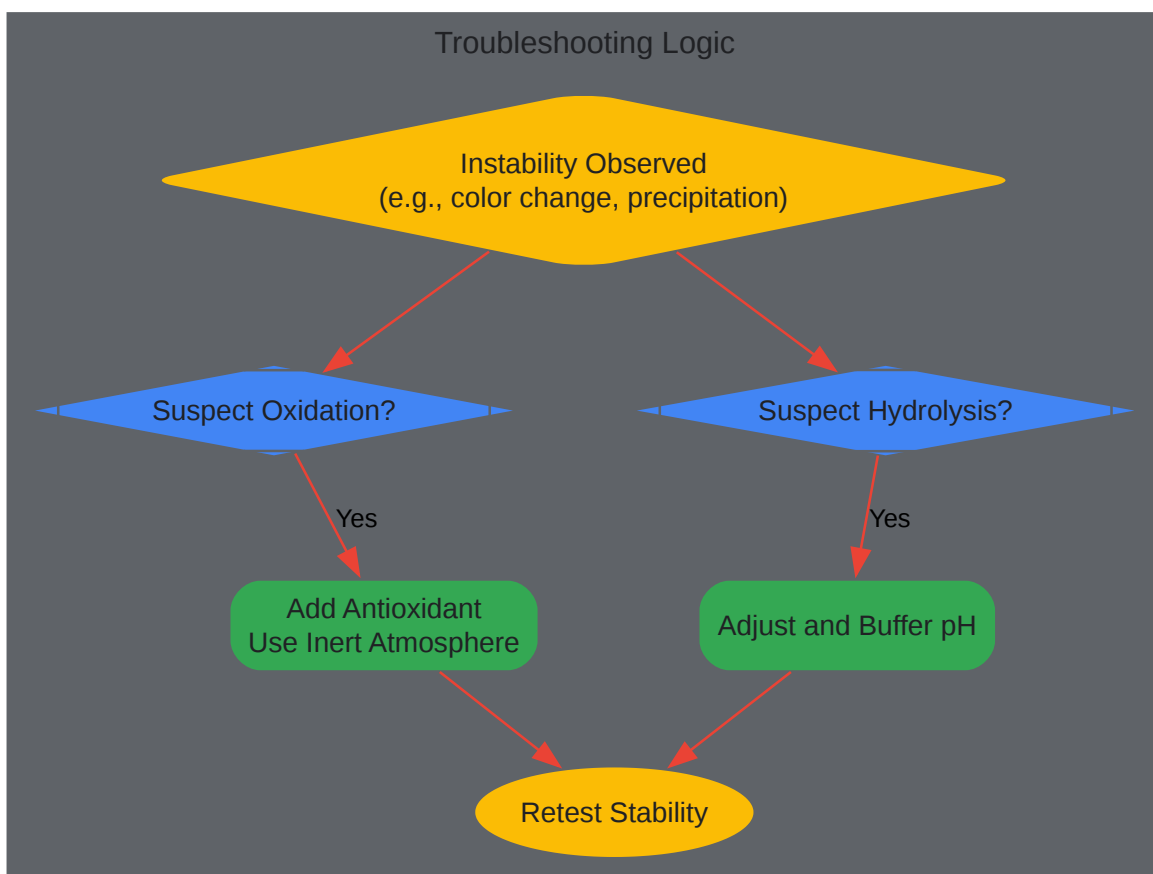 Troubleshooting Logic
Instability Observed
(e.g., color change, precipitation)
Suspect Oxidation?
Suspect Hydrolysis?
Yes
Yes
Add Antioxidant
Use Inert Atmosphere
Adjust and Buffer pH
Retest Stability